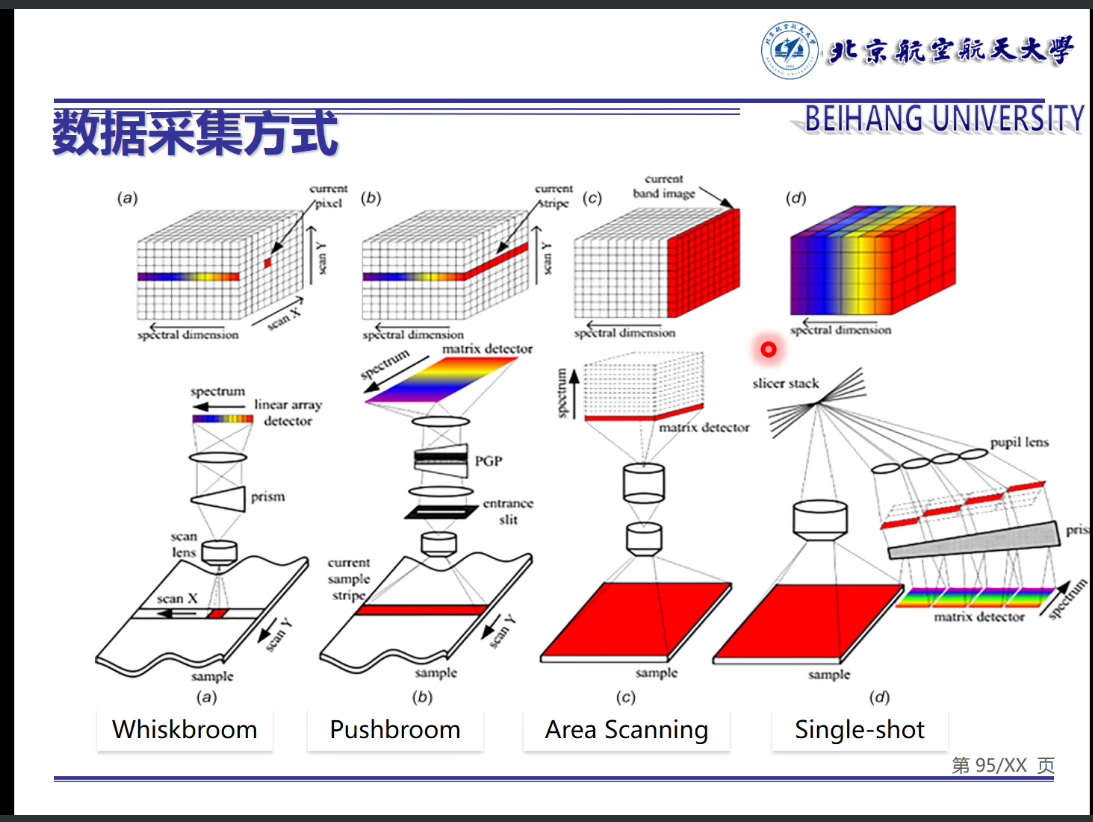 北京航空航天大學
BEIHANG UNIVERSITY
数据采集方式
(a)
current
pixel
scan Y
scan X
spectral dimension
(b)
current
stripe
scan Y
spectral dimension
(c)
current
band image
spectral dimension
(d)
spectral dimension
spectrum
linear array
detector
prism
scan
lens
scan X
scan Y
sample
(a)
spectrum
matrix detector
PGP
entrance
slit
current
sample
stripe
scan Y
sample
(b)
spectrum
matrix detector
sample
(c)
slicer stack
pupil lens
pris
matrix detector
spectrum
sample
(d)
Whiskbroom
Pushbroom
Area Scanning
Single-shot
第 95/XX 页